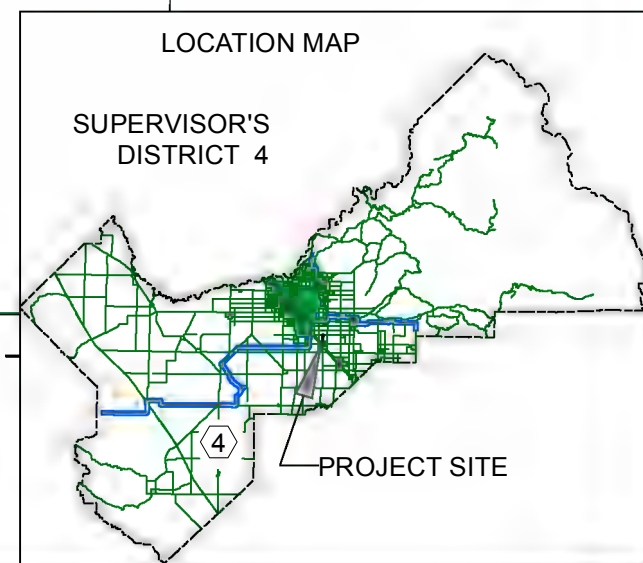 LOCATION MAP
SUPERVISOR'S
DISTRICT 4
4
PROJECT SITE